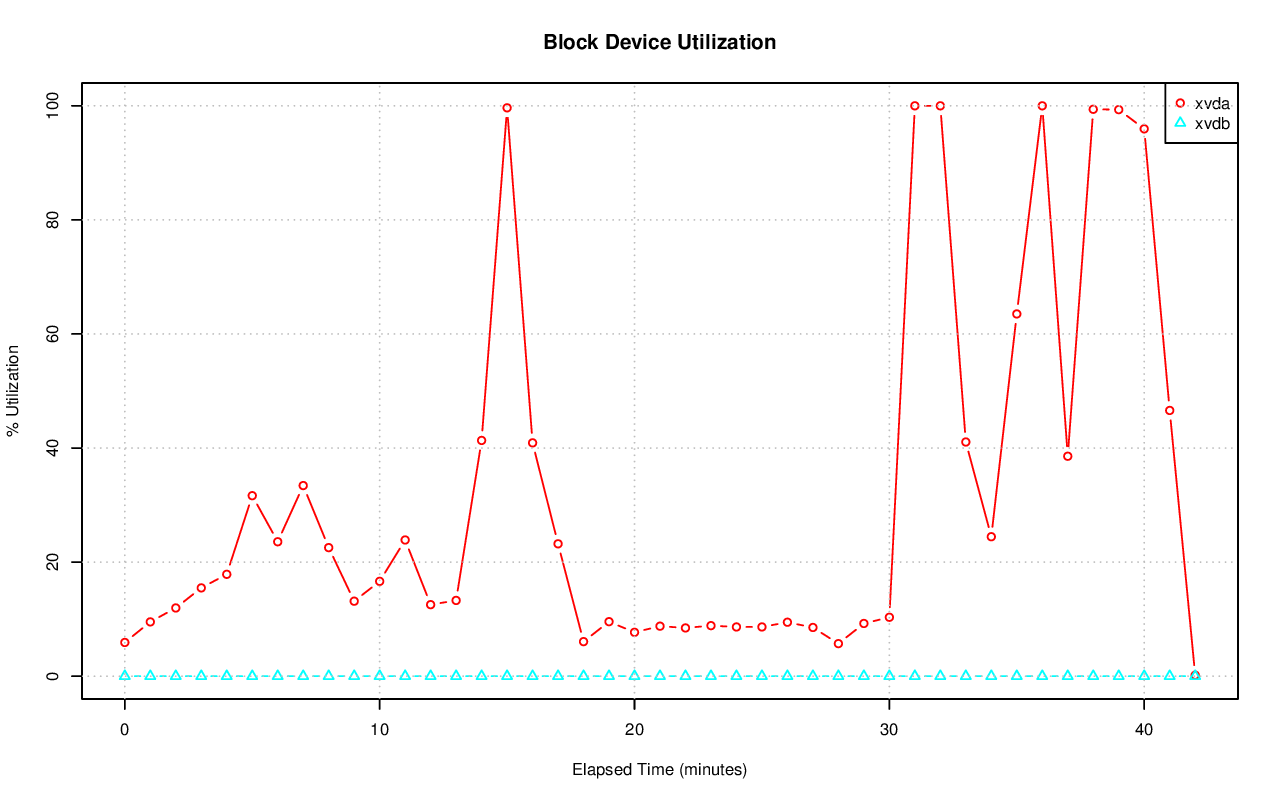 Block Device Utilization
xvda
xvdb
% Utilization
100
80
60
40
20
0
0 10 20 30 40
Elapsed Time (minutes)